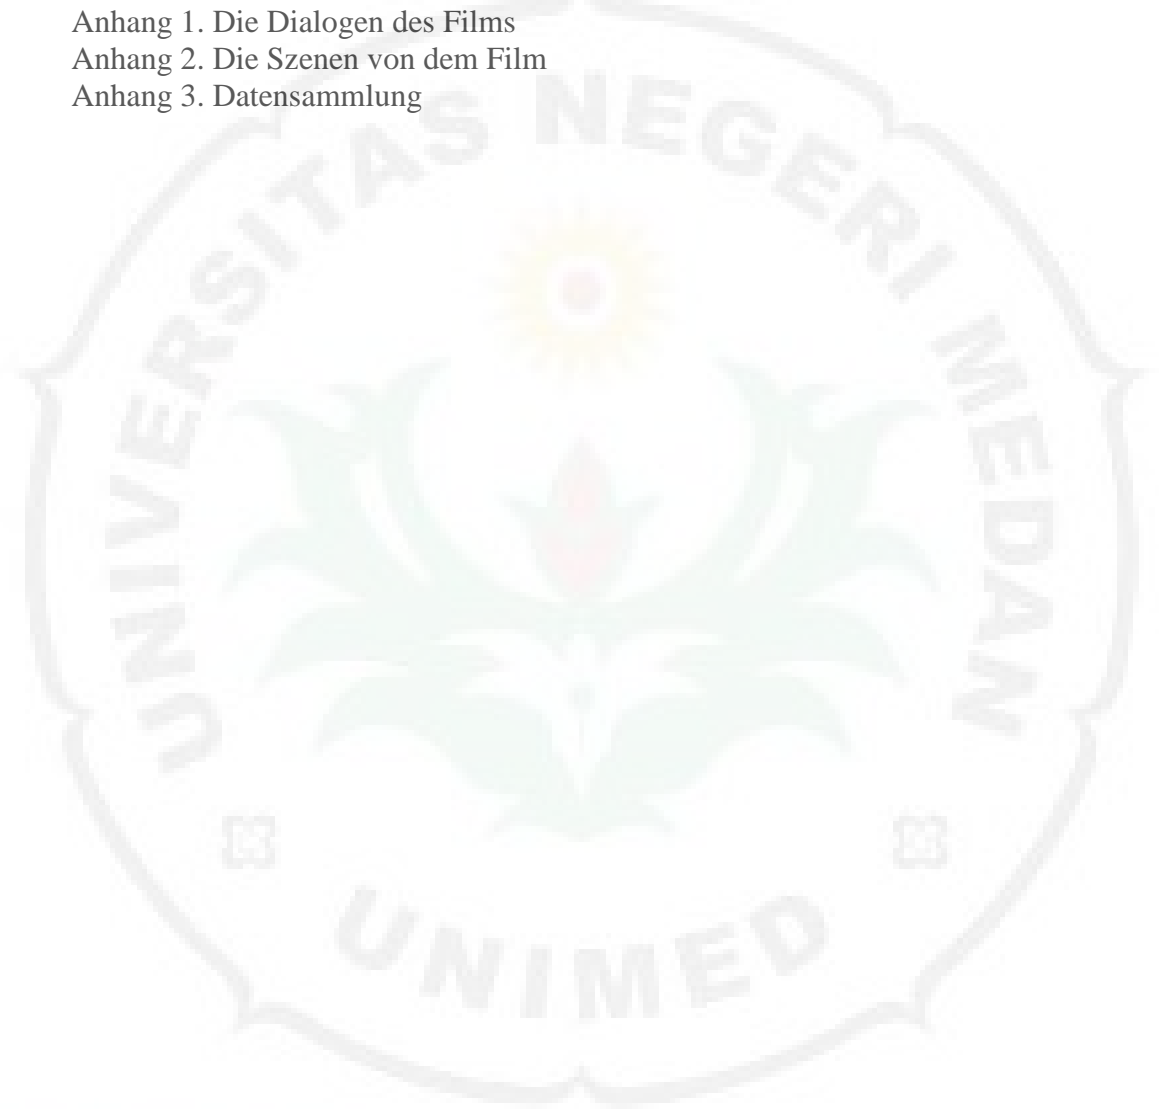 Anhang 1. Die Dialogen des Films
Anhang 2. Die Szenen von dem Film
Anhang 3. Datensammlung
UNIVERSITAS NEGERI MEDAN
UNIMED